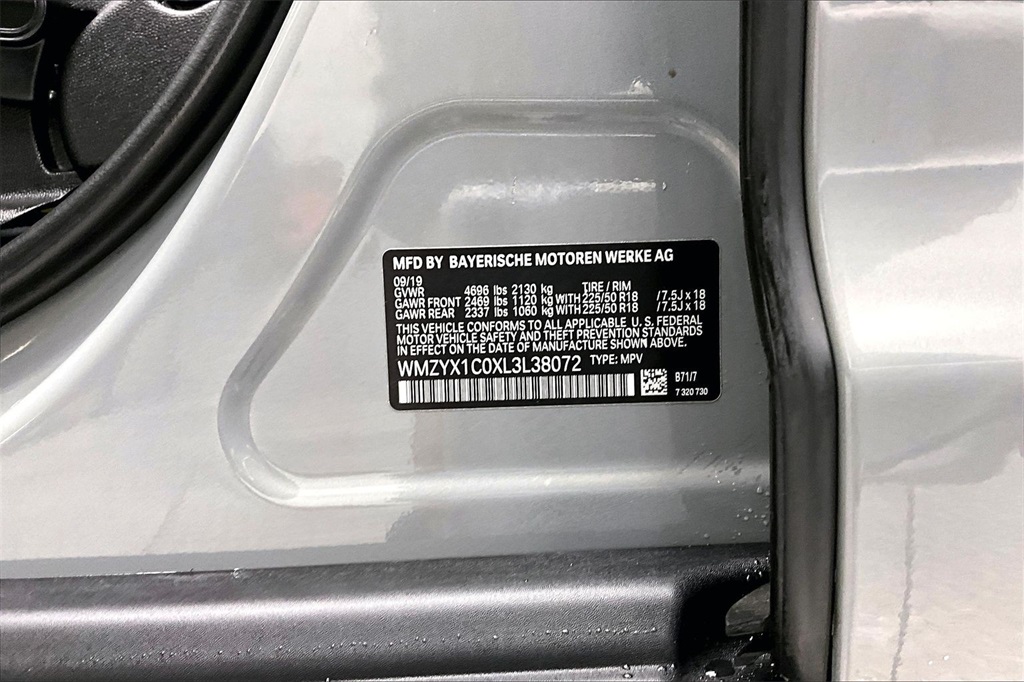 MFD BY BAYERISCHE MOTOREN WERKE AG
09/19
GVWR 4696 lbs 2130 kg TIRE / RIM
GAWR FRONT 2469 lbs 1120 kg WITH 225/50 R18 / 7.5J x 18
GAWR REAR 2337 lbs 1060 kg WITH 225/50 R18 / 7.5J x 18
THIS VEHICLE CONFORMS TO ALL APPLICABLE U. S. FEDERAL
MOTOR VEHICLE SAFETY AND THEFT PREVENTION STANDARDS
IN EFFECT ON THE DATE OF MANUFACTURE SHOWN ABOVE.
WMZYX1C0XL3L38072 TYPE: MPV
B71/7
7 320 730